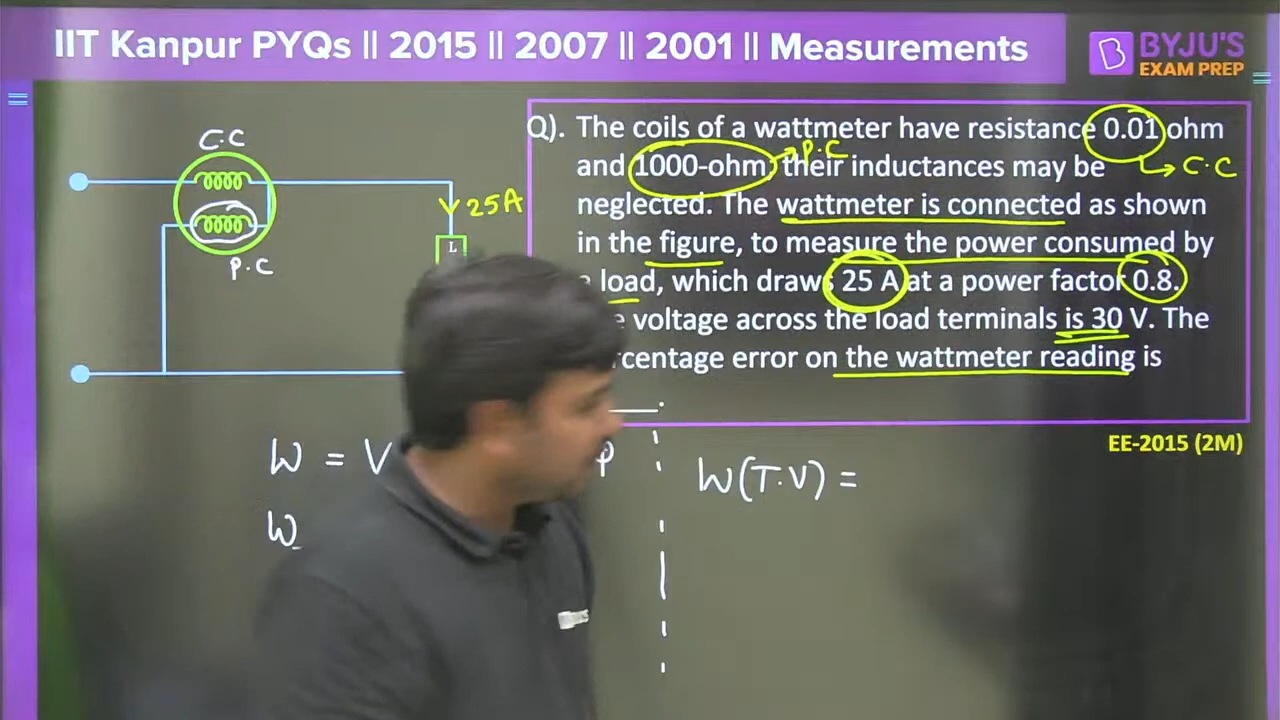 IIT Kanpur PYQs || 2015 || 2007 || 2001 || Measurements
BYJU'S
EXAM PREP
C.C
P.C
25A
L
Q). The coils of a wattmeter have resistance 0.01 ohm
and 1000-ohm; their inductances may be
P.C
C.C
neglected. The wattmeter is connected as shown
in the figure, to measure the power consumed by
load, which draws 25 A at a power factor 0.8.
voltage across the load terminals is 30 V. The
error on the wattmeter reading is
EE-2015 (2M)
W = V
W(T.V) =
W